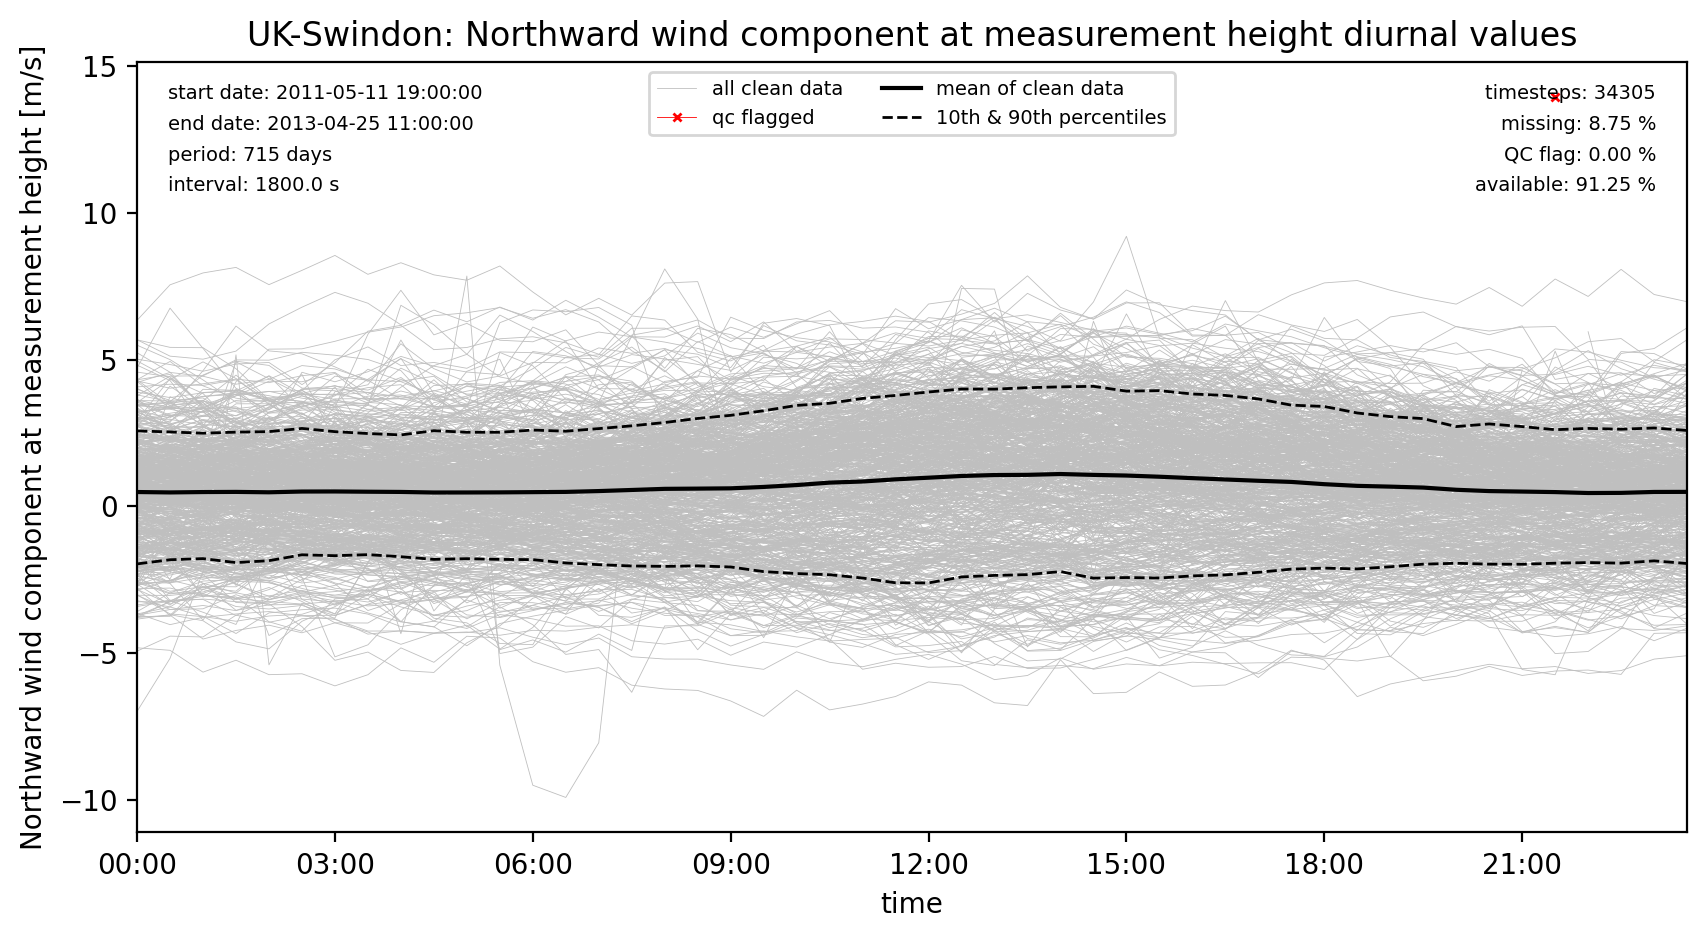 UK-Swindon: Northward wind component at measurement height diurnal values
Northward wind component at measurement height [m/s]
15
10
5
0
−5
−10
start date: 2011-05-11 19:00:00
end date: 2013-04-25 11:00:00
period: 715 days
interval: 1800.0 s
all clean data
qc flagged
mean of clean data
10th & 90th percentiles
timesteps: 34305
missing: 8.75 %
QC flag: 0.00 %
available: 91.25 %
00:00 03:00 06:00 09:00 12:00 15:00 18:00 21:00
time